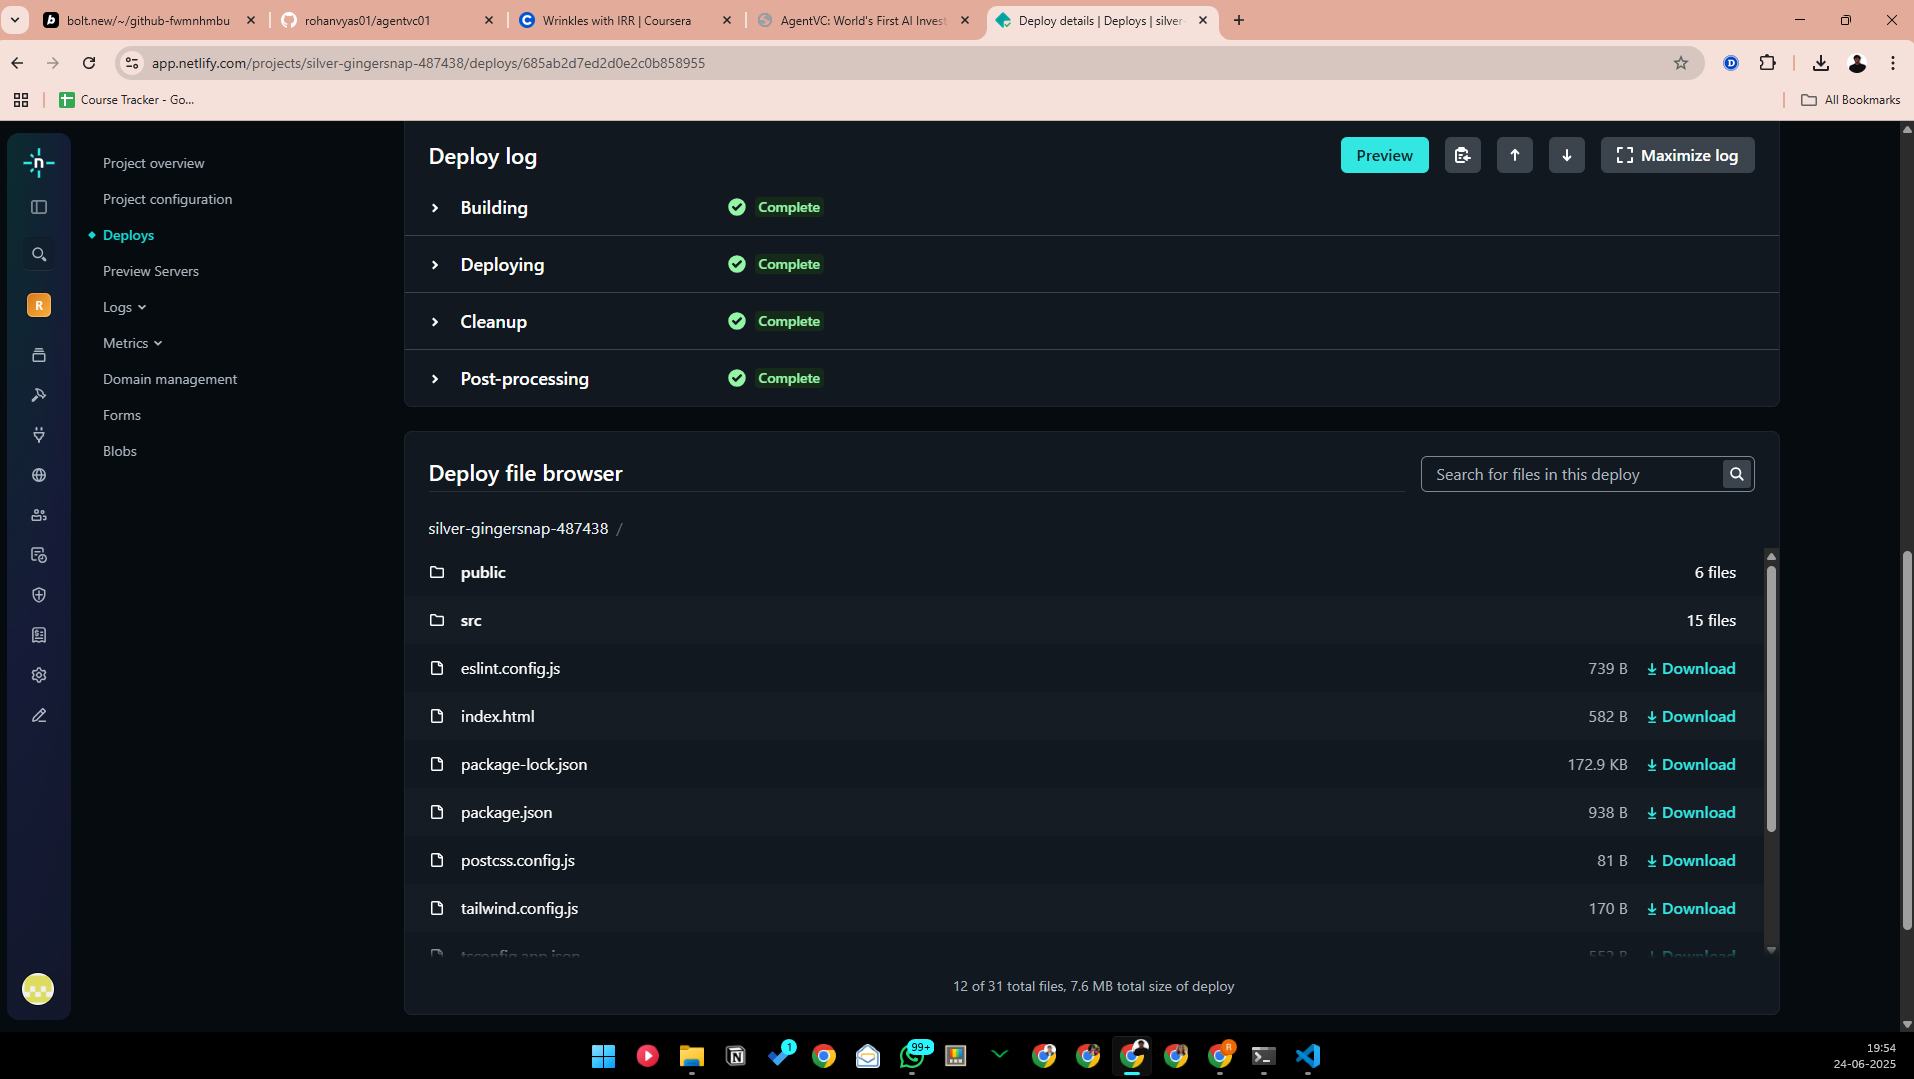 bolt.new/~/github-fwmnhmbu
rohanvyas01/agentvc01
Wrinkles with IRR | Coursera
AgentVC: World's First AI Invest
Deploy details | Deploys | silver-
app.netlify.com/projects/silver-gingersnap-487438/deploys/685ab2d7ed2d0e2c0b858955
Course Tracker - Go...
All Bookmarks
Project overview
Project configuration
Deploys
Preview Servers
Logs
Metrics
Domain management
Forms
Blobs
R
Deploy log
Preview
Maximize log
Building Complete
Deploying Complete
Cleanup Complete
Post-processing Complete
Deploy file browser
Search for files in this deploy
silver-gingersnap-487438 /
public 6 files
src 15 files
eslint.config.js 739 B Download
index.html 582 B Download
package-lock.json 172.9 KB Download
package.json 938 B Download
postcss.config.js 81 B Download
tailwind.config.js 170 B Download
tsconfig.app.json 552 B Download
12 of 31 total files, 7.6 MB total size of deploy
1
99+
R
19:54
24-06-2025